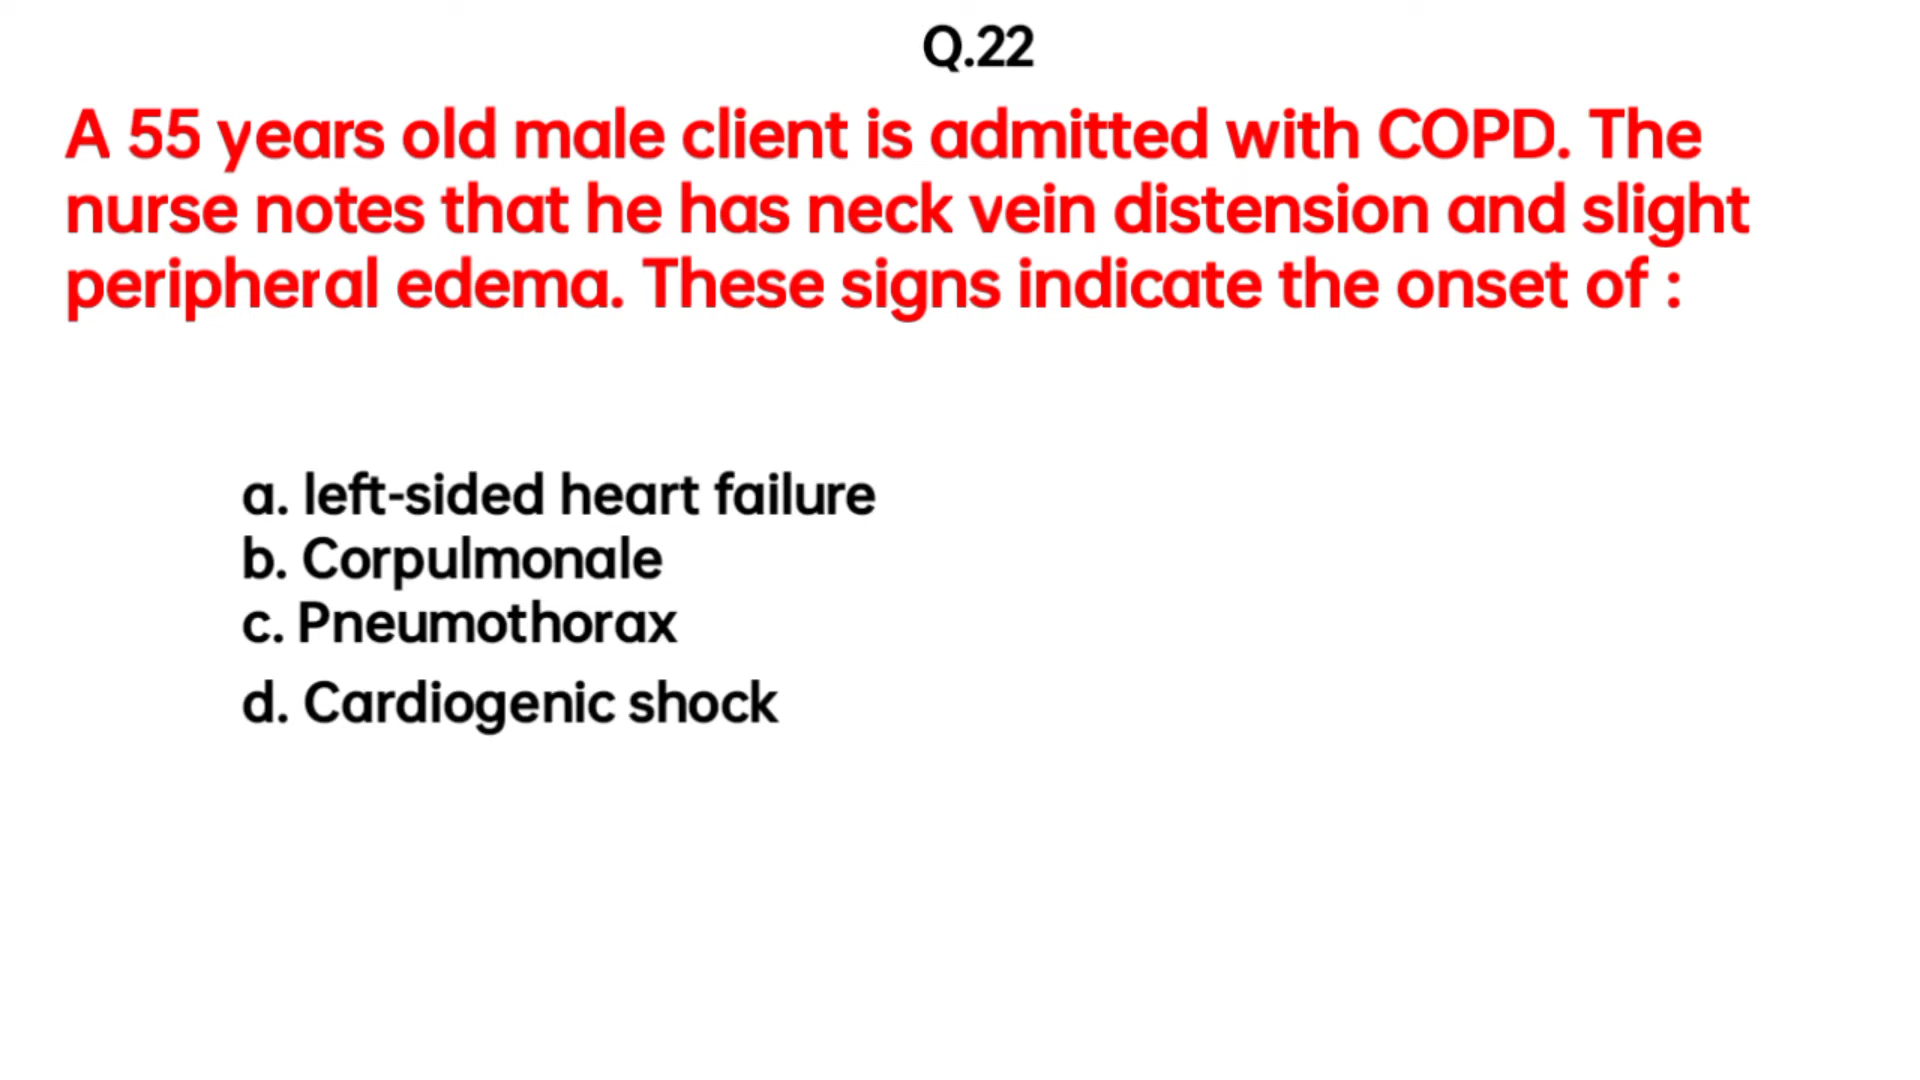 Q.22
A 55 years old male client is admitted with COPD. The
nurse notes that he has neck vein distension and slight
peripheral edema. These signs indicate the onset of :
a. left-sided heart failure
b. Corpulmonale
c. Pneumothorax
d. Cardiogenic shock